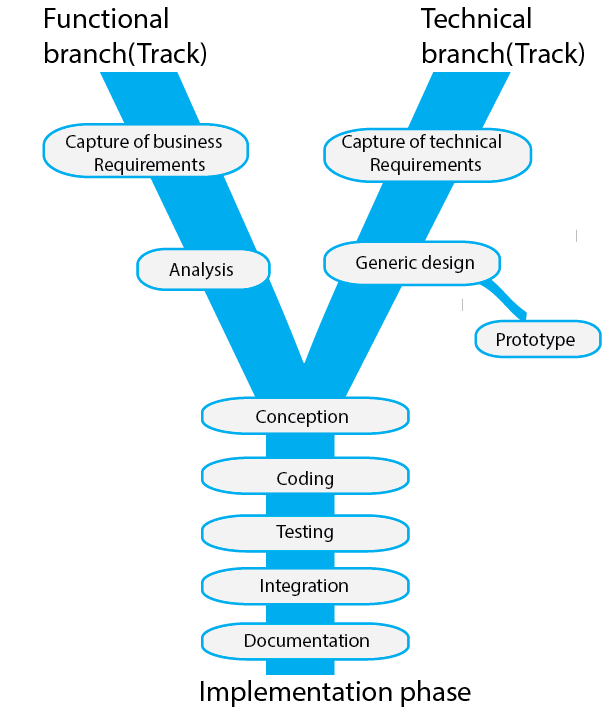 Functional
branch(Track)
Technical
branch(Track)
Capture of business
Requirements
Capture of technical
Requirements
Analysis
Generic design
Prototype
Conception
Coding
Testing
Integration
Documentation
Implementation phase